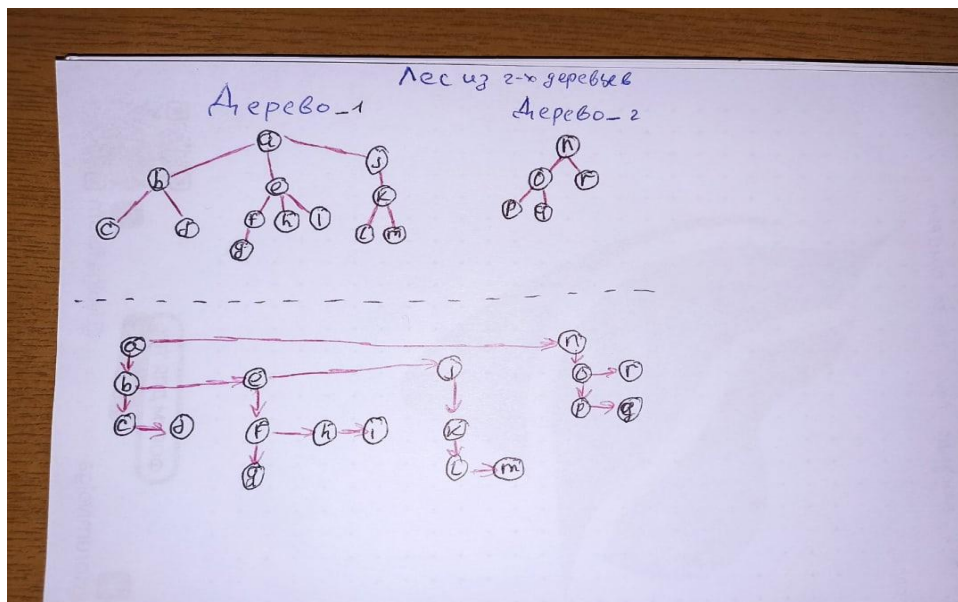 Лес из 2-х деревьев
Дерево_1 Дерево_2
a n
b e j o r
c d f h i k p q
g l m
a n
b e j o r
c d f h i k p q
g l m